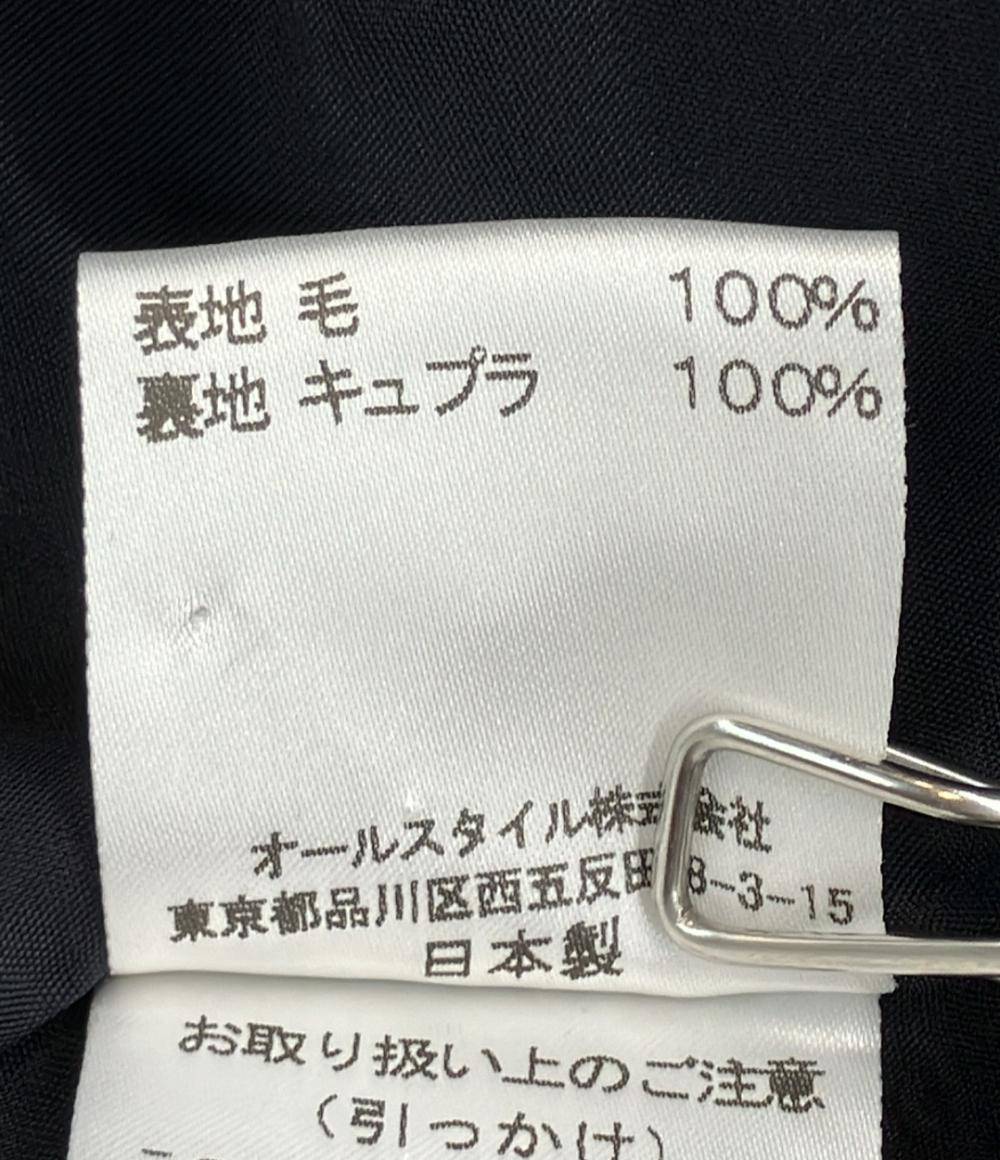 表地 毛 100%
裏地 キュプラ 100%
オールスタイル株式会社
東京都品川区西五反田8-3-15
日本製
お取り扱い上のご注意
(引っかけ)